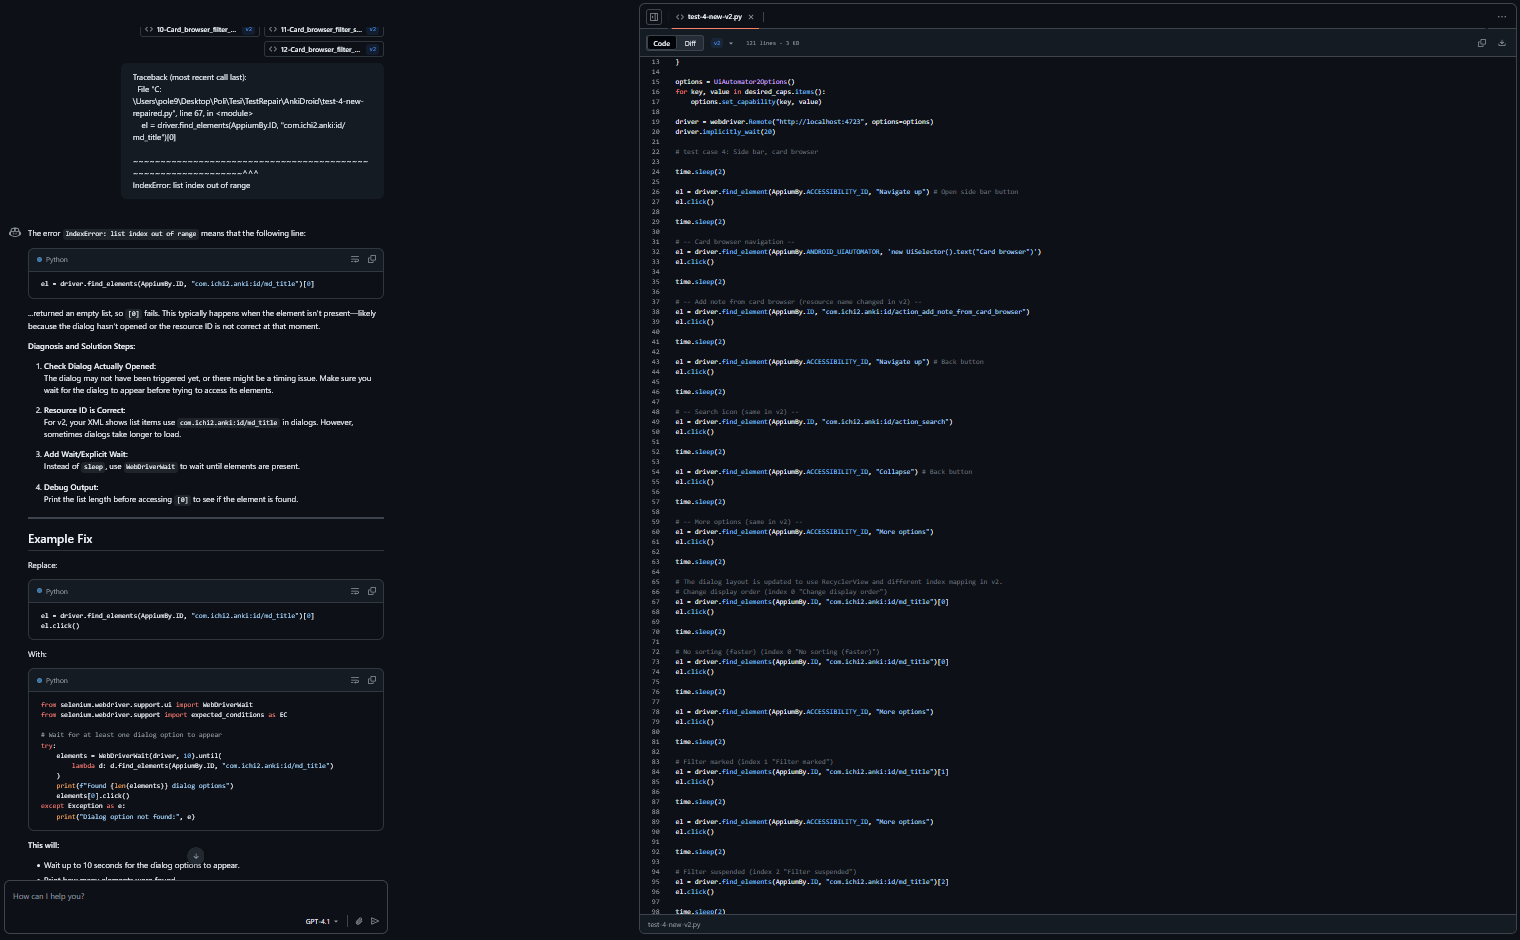 10-Card_browser_filter_... v2
11-Card_browser_filter_s... v2
12-Card_browser_filter_... v2
Traceback (most recent call last):
File "C:
\Users\pole9\Desktop\Poli\Tesi\TestRepair\AnkiDroid\test-4-new-
repaired.py", line 67, in <module>
el = driver.find_elements(AppiumBy.ID, "com.ichi2.anki:id/
md_title")[0]
~~~~~~~~~~~~~~~~~~~~~~~~~~~~~~~~~~~~~~~~~~~
~~~~~~~~~~~~~~~~~~~~^^^
IndexError: list index out of range
The error IndexError: list index out of range means that the following line:
Python
el = driver.find_elements(AppiumBy.ID, "com.ichi2.anki:id/md_title")[0]
...returned an empty list, so [0] fails. This typically happens when the element isn't present—likely
because the dialog hasn't opened or the resource ID is not correct at that moment.
Diagnosis and Solution Steps:
1. Check Dialog Actually Opened:
The dialog may not have been triggered yet, or there might be a timing issue. Make sure you
wait for the dialog to appear before trying to access its elements.
2. Resource ID is Correct:
For v2, your XML shows list items use com.ichi2.anki:id/md_title in dialogs. However,
sometimes dialogs take longer to load.
3. Add Wait/Explicit Wait:
Instead of sleep, use WebDriverWait to wait until elements are present.
4. Debug Output:
Print the list length before accessing [0] to see if the element is found.
Example Fix
Replace:
Python
el = driver.find_elements(AppiumBy.ID, "com.ichi2.anki:id/md_title")[0]
el.click()
With:
Python
from selenium.webdriver.support.ui import WebDriverWait
from selenium.webdriver.support import expected_conditions as EC
# Wait for at least one dialog option to appear
try:
elements = WebDriverWait(driver, 10).until(
lambda d: d.find_elements(AppiumBy.ID, "com.ichi2.anki:id/md_title")
)
print(f"Found {len(elements)} dialog options")
elements[0].click()
except Exception as e:
print("Dialog option not found:", e)
This will:
• Wait up to 10 seconds for the dialog options to appear.
• Print how many elements were found
How can I help you?
GPT-4.1
test-4-new-v2.py
Code Diff v2 121 lines · 3 KB
13 }
14
15 options = UiAutomator2Options()
16 for key, value in desired_caps.items():
17 options.set_capability(key, value)
18
19 driver = webdriver.Remote("http://localhost:4723", options=options)
20 driver.implicitly_wait(20)
21
22 # test case 4: Side bar, card browser
23
24 time.sleep(2)
25
26 el = driver.find_element(AppiumBy.ACCESSIBILITY_ID, "Navigate up") # Open side bar button
27 el.click()
28
29 time.sleep(2)
30
31 # -- Card browser navigation --
32 el = driver.find_element(AppiumBy.ANDROID_UIAUTOMATOR, 'new UiSelector().text("Card browser")')
33 el.click()
34
35 time.sleep(2)
36
37 # -- Add note from card browser (resource name changed in v2) --
38 el = driver.find_element(AppiumBy.ID, "com.ichi2.anki:id/action_add_note_from_card_browser")
39 el.click()
40
41 time.sleep(2)
42
43 el = driver.find_element(AppiumBy.ACCESSIBILITY_ID, "Navigate up") # Back button
44 el.click()
45
46 time.sleep(2)
47
48 # -- Search icon (same in v2) --
49 el = driver.find_element(AppiumBy.ID, "com.ichi2.anki:id/action_search")
50 el.click()
51
52 time.sleep(2)
53
54 el = driver.find_element(AppiumBy.ACCESSIBILITY_ID, "Collapse") # Back button
55 el.click()
56
57 time.sleep(2)
58
59 # -- More options (same in v2) --
60 el = driver.find_element(AppiumBy.ACCESSIBILITY_ID, "More options")
61 el.click()
62
63 time.sleep(2)
64
65 # The dialog layout is updated to use RecyclerView and different index mapping in v2.
66 # Change display order (index 0 "Change display order")
67 el = driver.find_elements(AppiumBy.ID, "com.ichi2.anki:id/md_title")[0]
68 el.click()
69
70 time.sleep(2)
71
72 # No sorting (faster) (index 0 "No sorting (faster)")
73 el = driver.find_elements(AppiumBy.ID, "com.ichi2.anki:id/md_title")[0]
74 el.click()
75
76 time.sleep(2)
77
78 el = driver.find_element(AppiumBy.ACCESSIBILITY_ID, "More options")
79 el.click()
80
81 time.sleep(2)
82
83 # Filter marked (index 1 "Filter marked")
84 el = driver.find_elements(AppiumBy.ID, "com.ichi2.anki:id/md_title")[1]
85 el.click()
86
87 time.sleep(2)
88
89 el = driver.find_element(AppiumBy.ACCESSIBILITY_ID, "More options")
90 el.click()
91
92 time.sleep(2)
93
94 # Filter suspended (index 2 "Filter suspended")
95 el = driver.find_elements(AppiumBy.ID, "com.ichi2.anki:id/md_title")[2]
96 el.click()
97
98 time.sleep(2)
test-4-new-v2.py